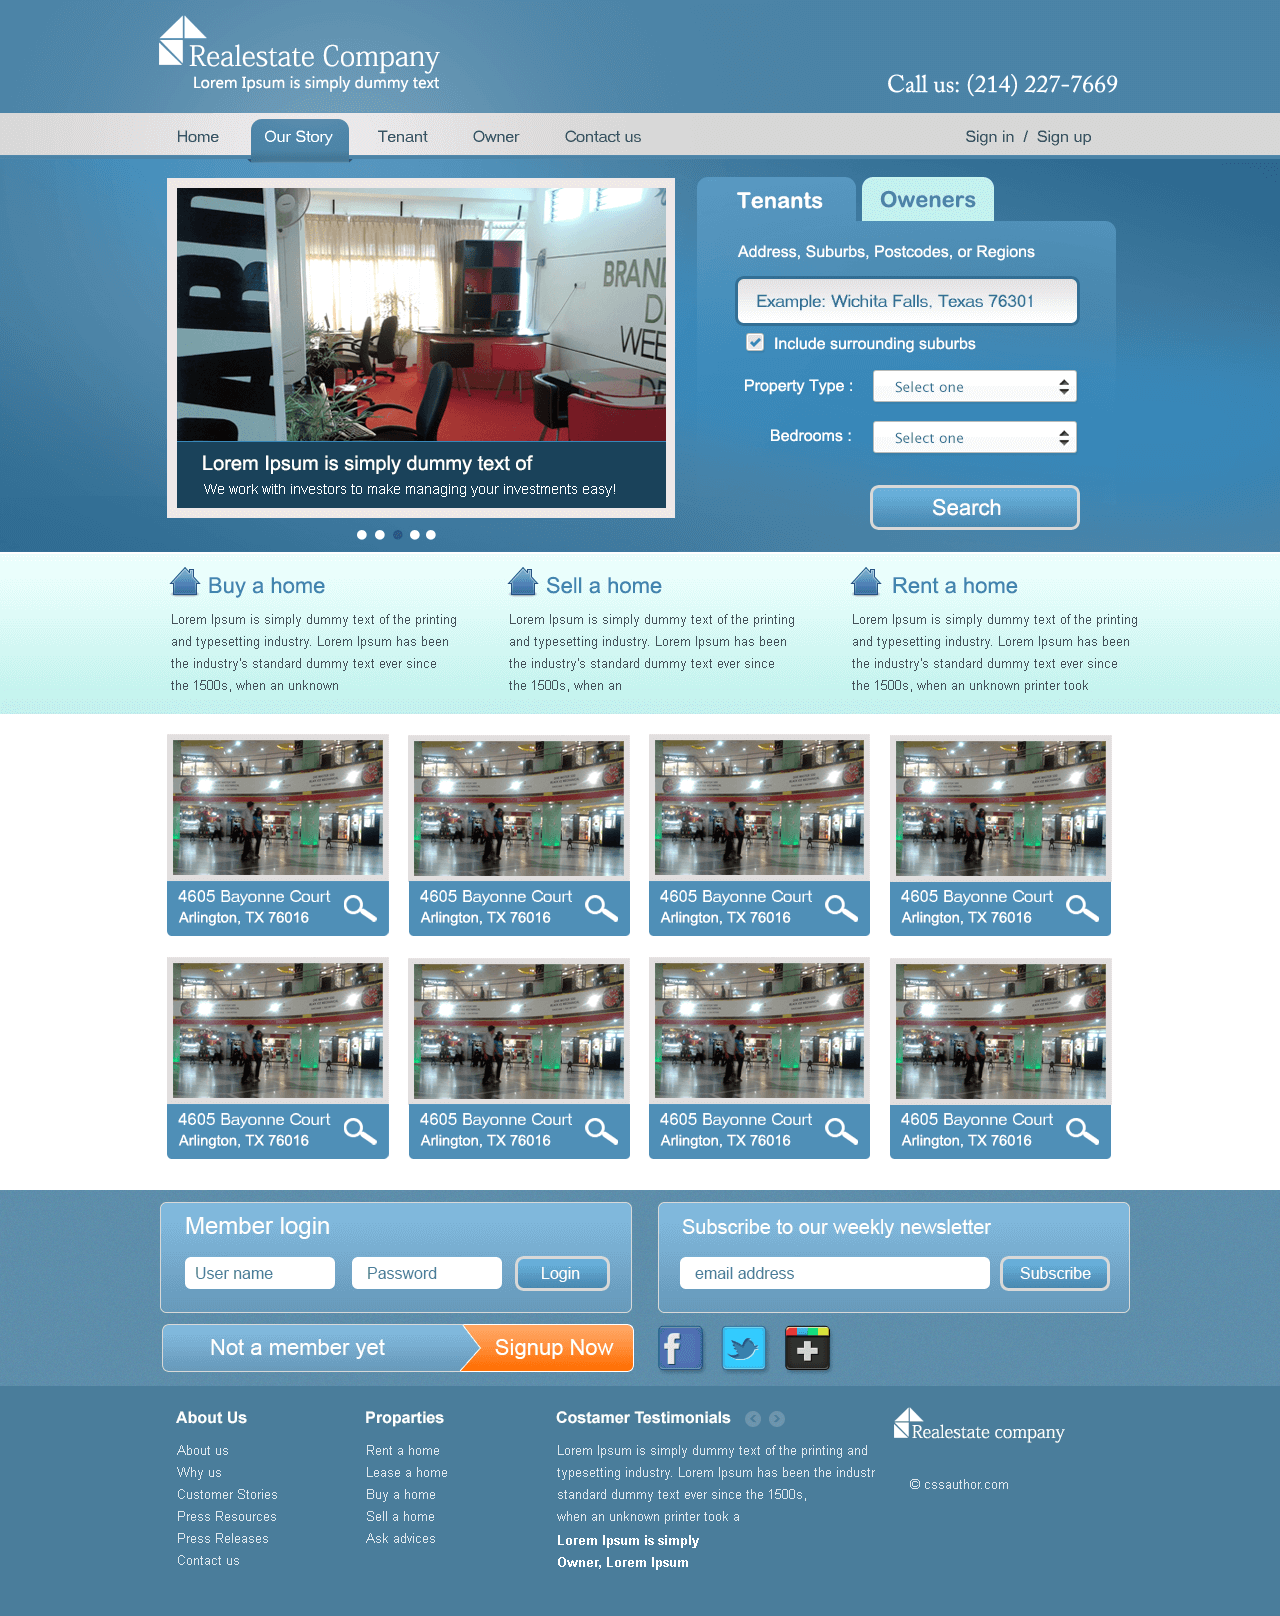 Realestate Company
Lorem Ipsum is simply dummy text
Call us: (214) 227-7669
Home
Our Story
Tenant
Owner
Contact us
Sign in / Sign up
BRAND
WEE
Lorem Ipsum is simply dummy text of
We work with investors to make managing your investments easy!
Tenants
Oweners
Address, Suburbs, Postcodes, or Regions
Example: Wichita Falls. Texas 76301
Include surrounding suburbs
Property Type :
Select one
Bedrooms :
Select one
Search
Buy a home
Lorem Ipsum is simply dummy text of the printing
and typesetting industry. Lorem Ipsum has been
the industry's standard dummy text ever since
the 1500s, when an unknown
Sell a home
Lorem Ipsum is simply dummy text of the printing
and typesetting industry. Lorem Ipsum has been
the industry's standard dummy text ever since
the 1500s, when an
Rent a home
Lorem Ipsum is simply dummy text of the printing
and typesetting industry. Lorem Ipsum has been
the industry's standard dummy text ever since
the 1500s, when an unknown printer took
4605 Bayonne Court
Arlington, TX 76016
4605 Bayonne Court
Arlington, TX 76016
4605 Bayonne Court
Arlington, TX 76016
4605 Bayonne Court
Arlington, TX 76016
4605 Bayonne Court
Arlington, TX 76016
4605 Bayonne Court
Arlington, TX 76016
4605 Bayonne Court
Arlington, TX 76016
4605 Bayonne Court
Arlington, TX 76016
Member login
User name
Password
Login
Subscribe to our weekly newsletter
email address
Subscribe
Not a member yet
Signup Now
About Us
About us
Why us
Customer Stories
Press Resources
Press Releases
Contact us
Proparties
Rent a home
Lease a home
Buy a home
Sell a home
Ask advices
Costamer Testimonials
Lorem Ipsum is simply dummy text of the printing and
typesetting industry. Lorem Ipsum has been the industr
standard dummy text ever since the 1500s,
when an unknown printer took a
Lorem Ipsum is simply
Owner, Lorem Ipsum
Realestate company
© cssauthor.com